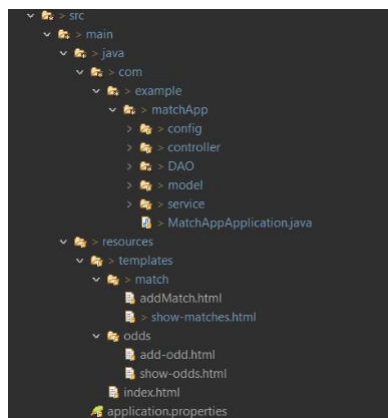 > src
> main
> java
> com
> example
> matchApp
> config
> controller
> DAO
> model
> service
> MatchAppApplication.java
> resources
> templates
> match
addMatch.html
> show-matches.html
odds
add-odd.html
show-odds.html
index.html
application.properties